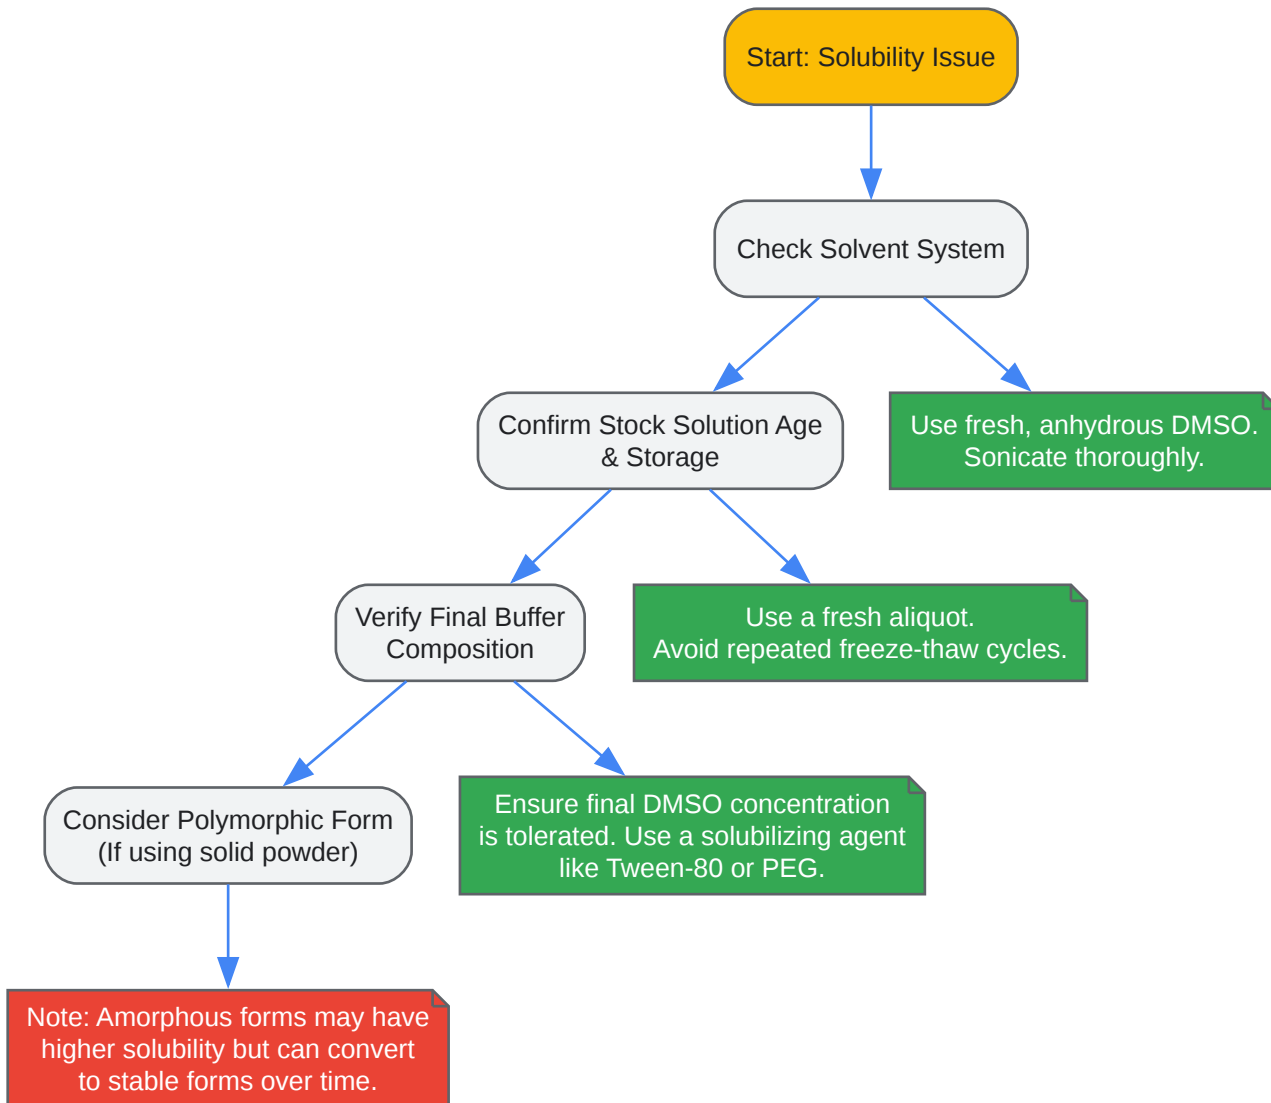 Start: Solubility Issue
Check Solvent System
Confirm Stock Solution Age
& Storage
Use fresh, anhydrous DMSO.
Sonicate thoroughly.
Verify Final Buffer
Composition
Use a fresh aliquot.
Avoid repeated freeze-thaw cycles.
Consider Polymorphic Form
(If using solid powder)
Ensure final DMSO concentration
is tolerated. Use a solubilizing agent
like Tween-80 or PEG.
Note: Amorphous forms may have
higher solubility but can convert
to stable forms over time.